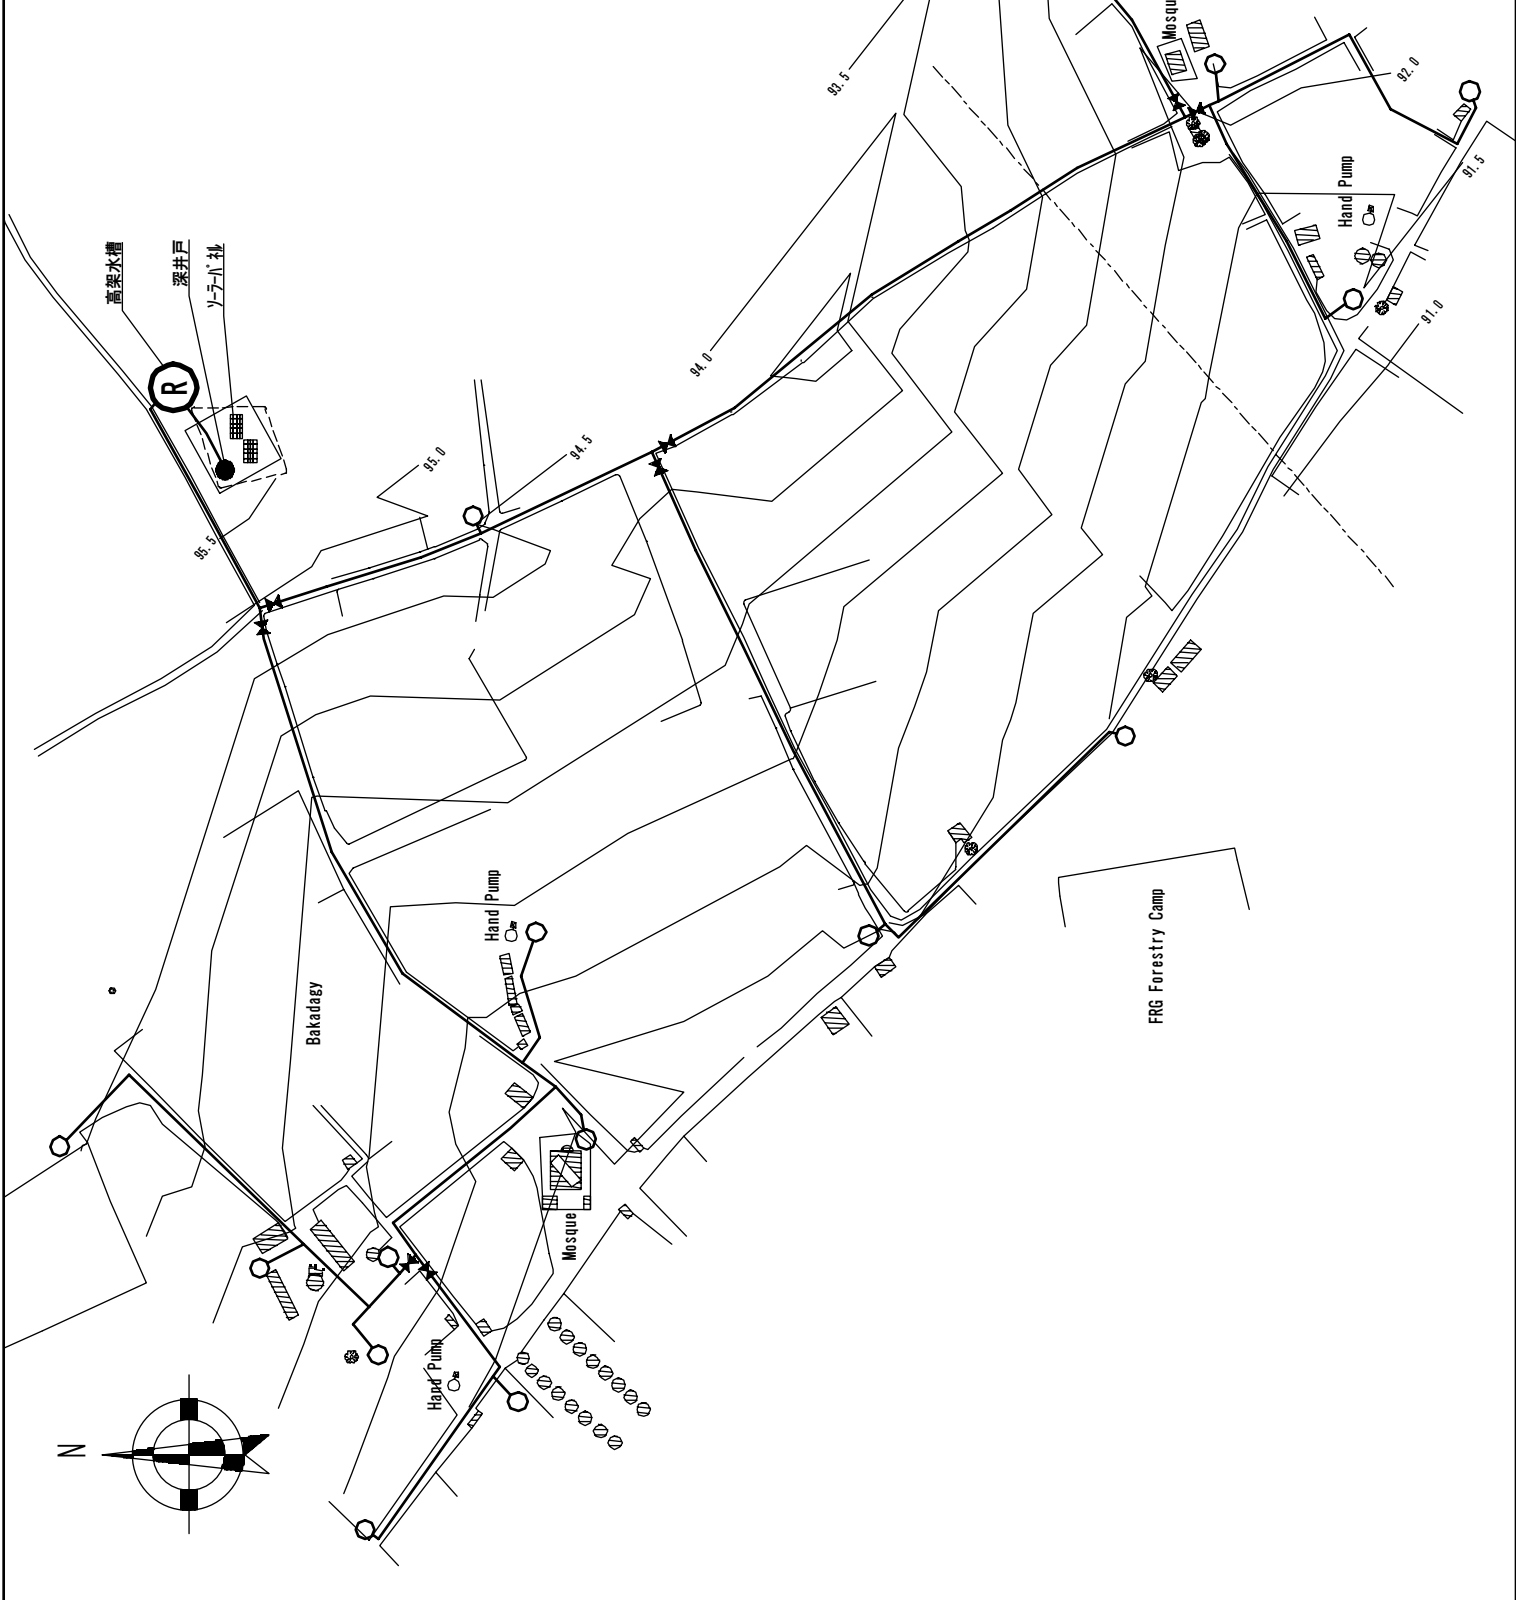 高架水槽
深井戸
ソーラーパネル
R
95.5
95.0
94.5
94.0
93.5
Mosqu
92.0
Hand Pump
91.5
91.0
Hand Pump
Bakadagy
FRG Forestry Camp
Mosque
Hand Pump
N